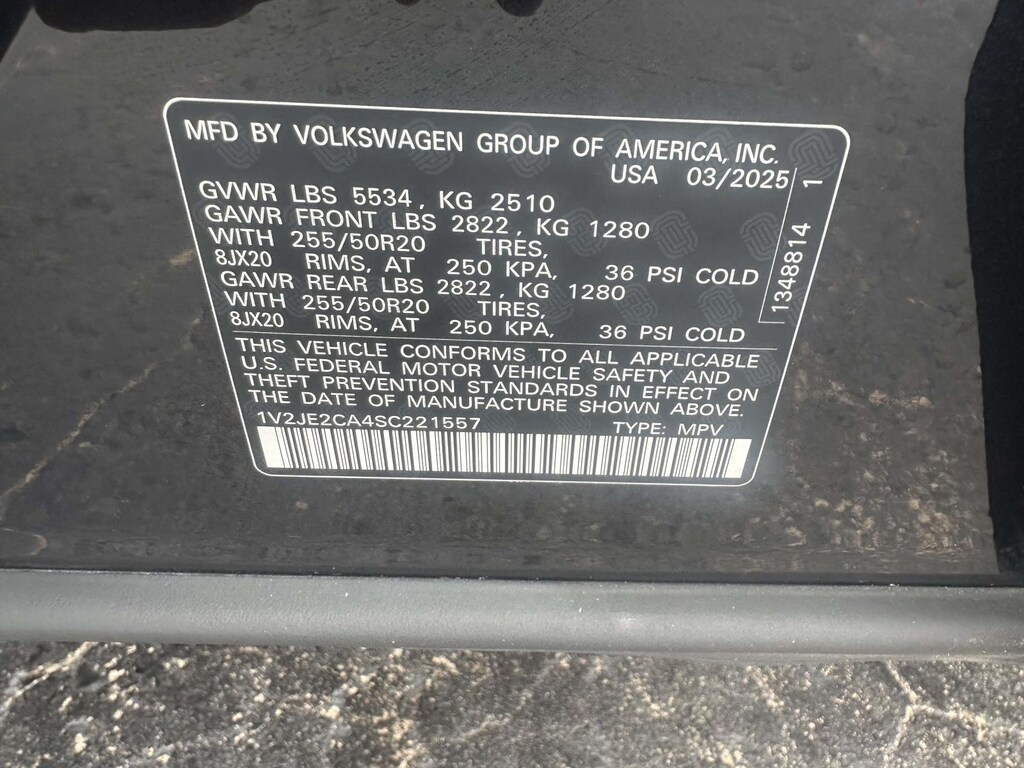 MFD BY VOLKSWAGEN GROUP OF AMERICA, INC.
USA 03/2025
GVWR LBS 5534, KG 2510
GAWR FRONT LBS 2822, KG 1280
WITH 255/50R20 TIRES,
8JX20 RIMS, AT 250 KPA, 36 PSI COLD
GAWR REAR LBS 2822, KG 1280
WITH 255/50R20 TIRES,
8JX20 RIMS, AT 250 KPA, 36 PSI COLD
THIS VEHICLE CONFORMS TO ALL APPLICABLE
U.S. FEDERAL MOTOR VEHICLE SAFETY AND
THEFT PREVENTION STANDARDS IN EFFECT ON
THE DATE OF MANUFACTURE SHOWN ABOVE.
1V2JE2CA4SC221557 TYPE: MPV
1348814 1